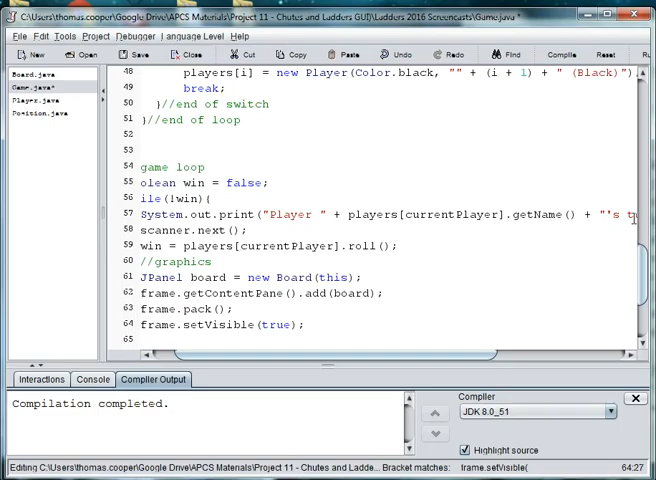 C:\Users\thomas.cooper\Google Drive\APCS Materials\Project 11 - Chutes and Ladders GUI)\Ladders 2016 Screencasts\Game.java *
File Edit Tools Project Debugger Language Level Help
New Open Save Close Cut Copy Paste Undo Redo Find Compile Reset Ru
Board.java
Game.java*
Player.java
Position.java
48 players[i] = new Player(Color.black, "" + (i + 1) + " (Black)")
49 break;
50 }//end of switch
51 }//end of loop
52
53
54 game loop
55 olean win = false;
56 ile(!win){
57 System.out.print("Player " + players[currentPlayer].getName() + "'s tu
58 scanner.next();
59 win = players[currentPlayer].roll();
60 //graphics
61 JPanel board = new Board(this);
62 frame.getContentPane().add(board);
63 frame.pack();
64 frame.setVisible(true);
65
Interactions Console Compiler Output
Compilation completed.
Compiler
JDK 8.0_51
Highlight source
Editing C:\Users\thomas.cooper\Google Drive\APCS Materials\Project 11 - Chutes and Ladde... Bracket matches: frame.setVisible( 64:27